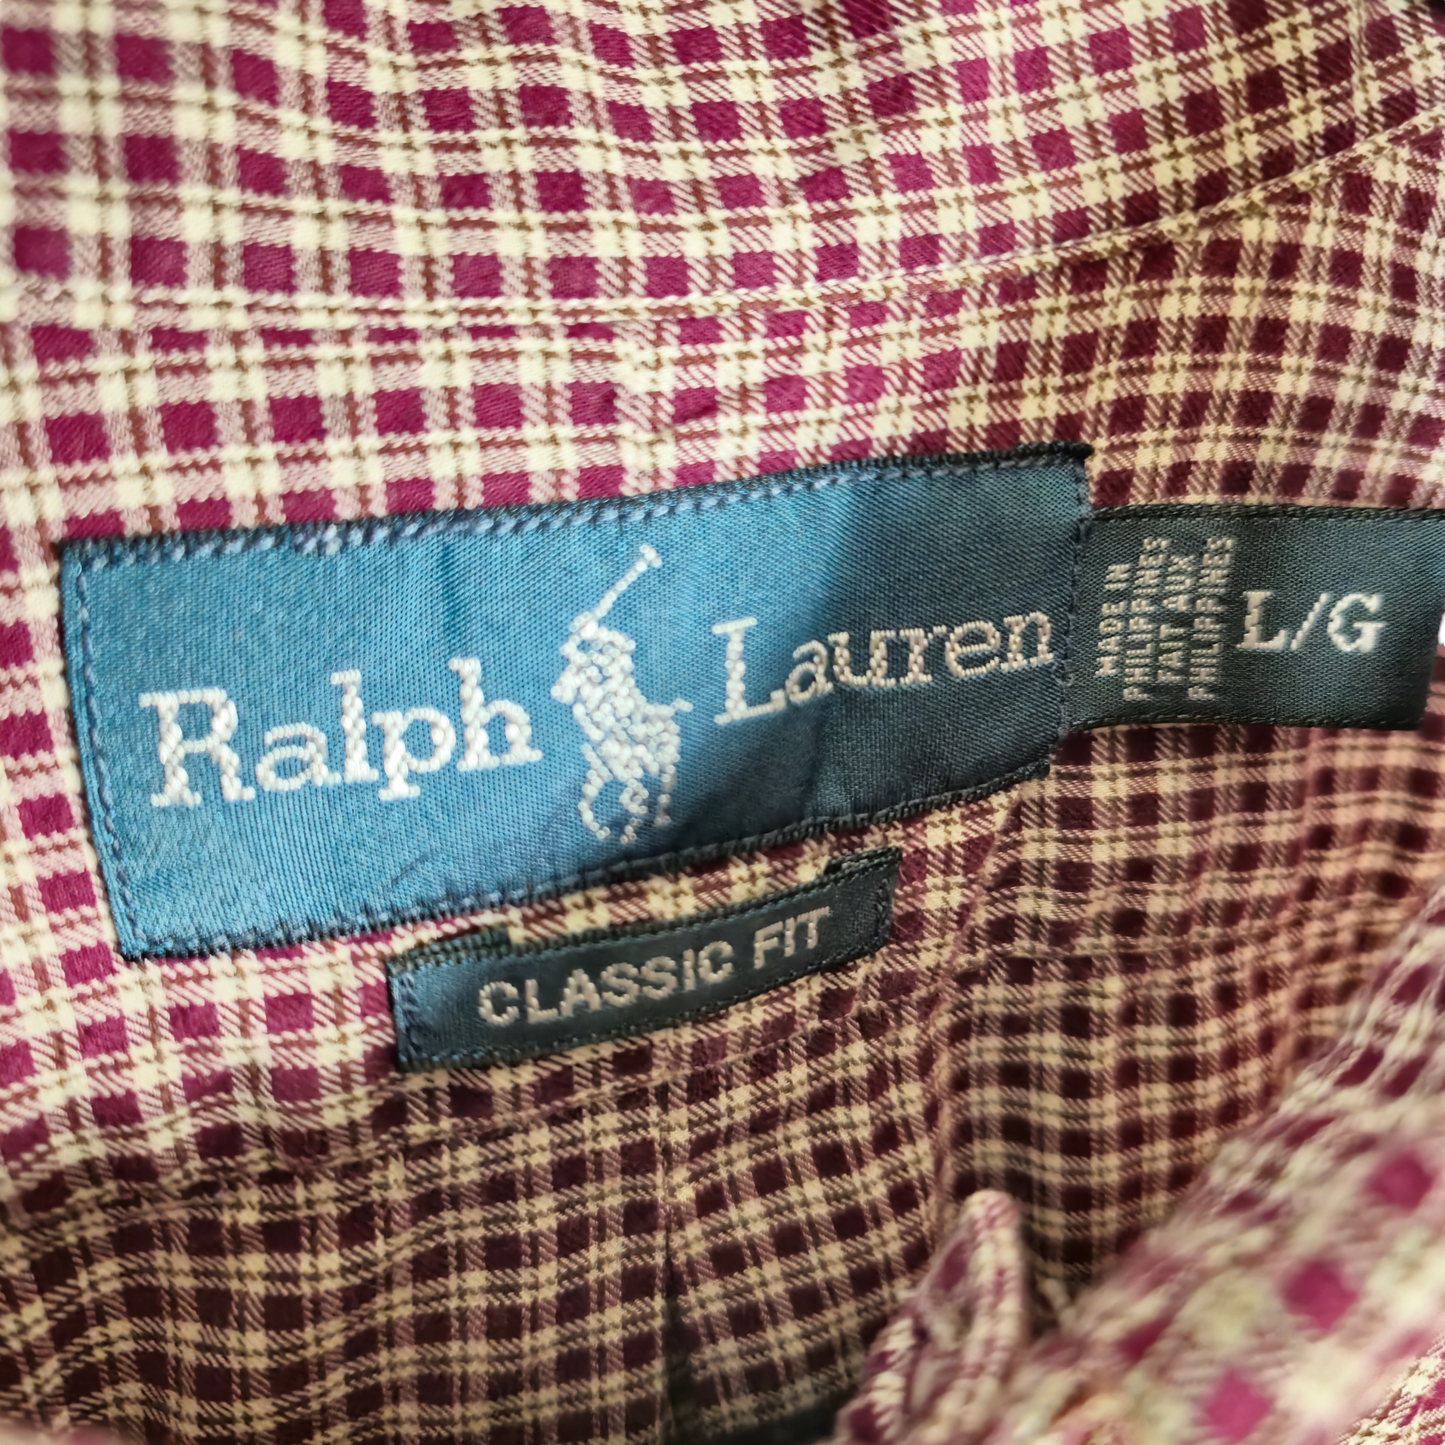 Ralph Lauren
MADE IN
PHILIPPINES
FAIT AUX
PHILIPPINES
L/G
CLASSIC FIT